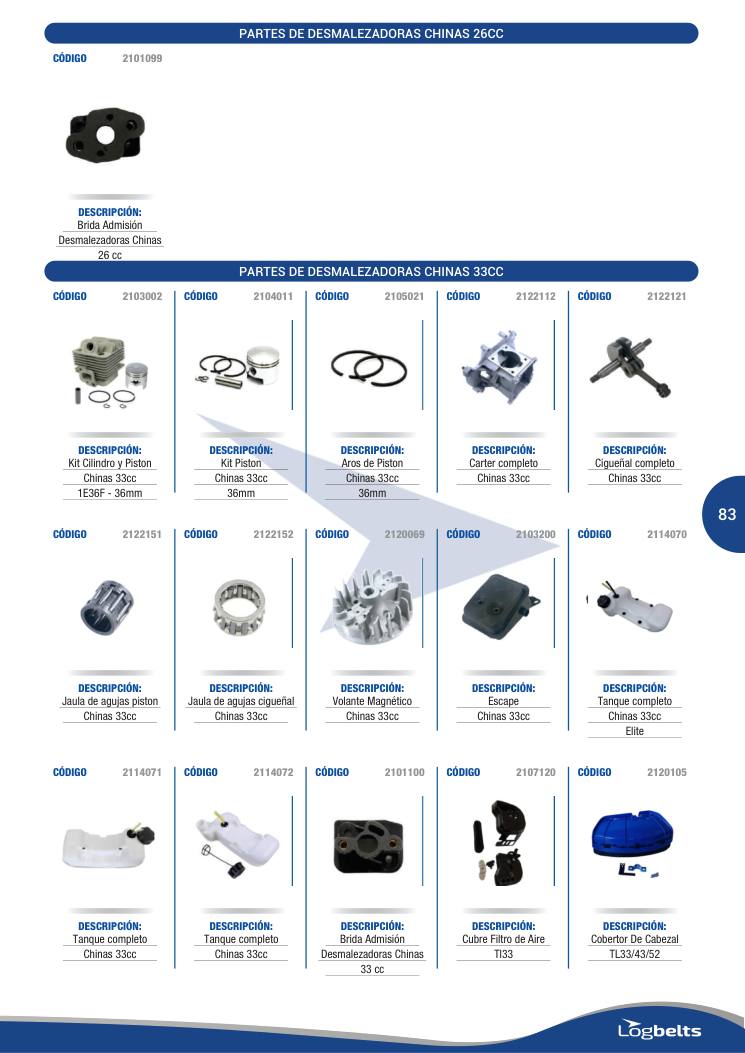 PARTES DE DESMALEZADORAS CHINAS 26CC
CÓDIGO 2101099
DESCRIPCIÓN:
Brida Admisión
Desmalezadoras Chinas
26 cc
PARTES DE DESMALEZADORAS CHINAS 33CC
CÓDIGO 2103002
DESCRIPCIÓN:
Kit Cilindro y Piston
Chinas 33cc
1E36F - 36mm
CÓDIGO 2104011
DESCRIPCIÓN:
Kit Piston
Chinas 33cc
36mm
CÓDIGO 2105021
DESCRIPCIÓN:
Aros de Piston
Chinas 33cc
36mm
CÓDIGO 2122112
DESCRIPCIÓN:
Carter completo
Chinas 33cc
CÓDIGO 2122121
DESCRIPCIÓN:
Cigueñal completo
Chinas 33cc
83
CÓDIGO 2122151
DESCRIPCIÓN:
Jaula de agujas piston
Chinas 33cc
CÓDIGO 2122152
DESCRIPCIÓN:
Jaula de agujas cigueñal
Chinas 33cc
CÓDIGO 2120069
DESCRIPCIÓN:
Volante Magnético
Chinas 33cc
CÓDIGO 2103200
DESCRIPCIÓN:
Escape
Chinas 33cc
CÓDIGO 2114070
DESCRIPCIÓN:
Tanque completo
Chinas 33cc
Elite
CÓDIGO 2114071
DESCRIPCIÓN:
Tanque completo
Chinas 33cc
CÓDIGO 2114072
DESCRIPCIÓN:
Tanque completo
Chinas 33cc
CÓDIGO 2101100
DESCRIPCIÓN:
Brida Admisión
Desmalezadoras Chinas
33 cc
CÓDIGO 2107120
DESCRIPCIÓN:
Cubre Filtro de Aire
Tl33
CÓDIGO 2120105
DESCRIPCIÓN:
Cobertor De Cabezal
TL33/43/52
Logbelts